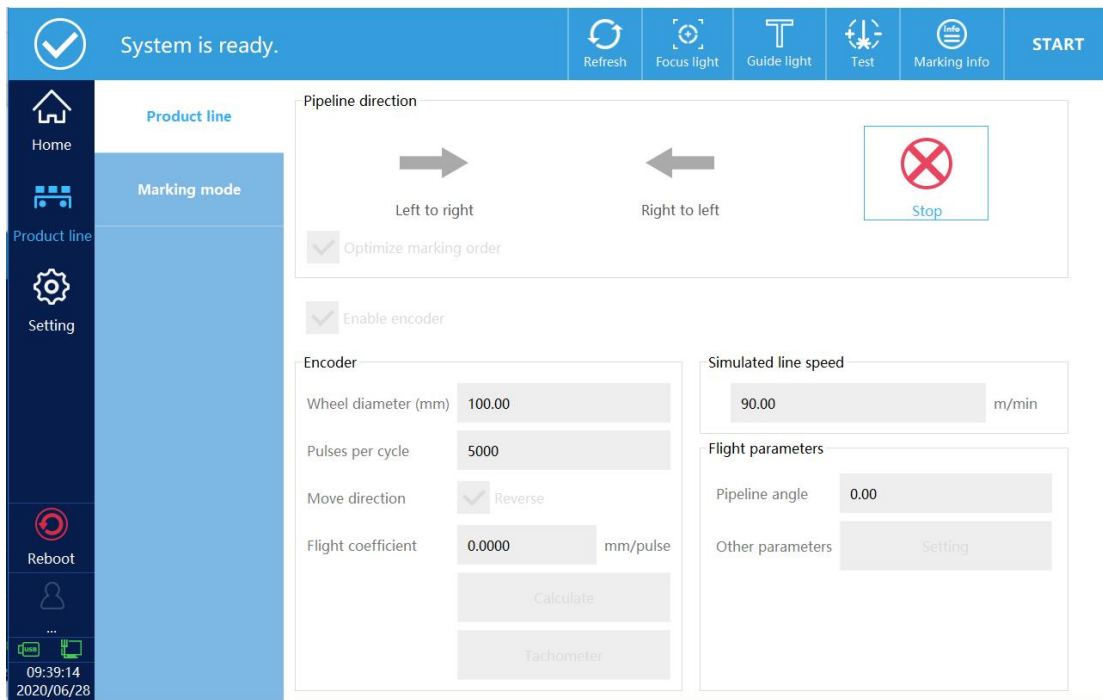 System is ready.
Refresh
Focus light
Guide light
Test
Info
Marking info
START
Home
Product line
Setting
Reboot
...
USB
09:39:14
2020/06/28
Product line
Marking mode
Pipeline direction
Left to right
Right to left
Stop
Optimize marking order
Enable encoder
Encoder
Wheel diameter (mm) 100.00
Pulses per cycle 5000
Move direction Reverse
Flight coefficient 0.0000 mm/pulse
Calculate
Tachometer
Simulated line speed
90.00 m/min
Flight parameters
Pipeline angle 0.00
Other parameters Setting